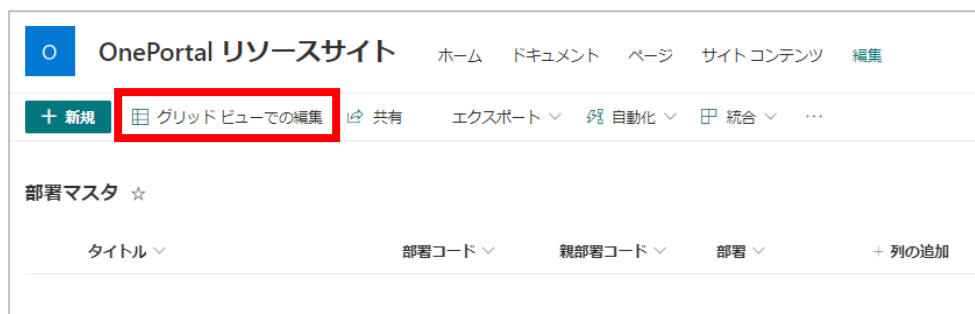 O OnePortal リソースサイト ホーム ドキュメント ページ サイト コンテンツ 編集
+ 新規 グリッド ビューでの編集 共有 エクスポート 自動化 統合 ···
部署マスタ ☆
タイトル 部署コード 親部署コード 部署 + 列の追加